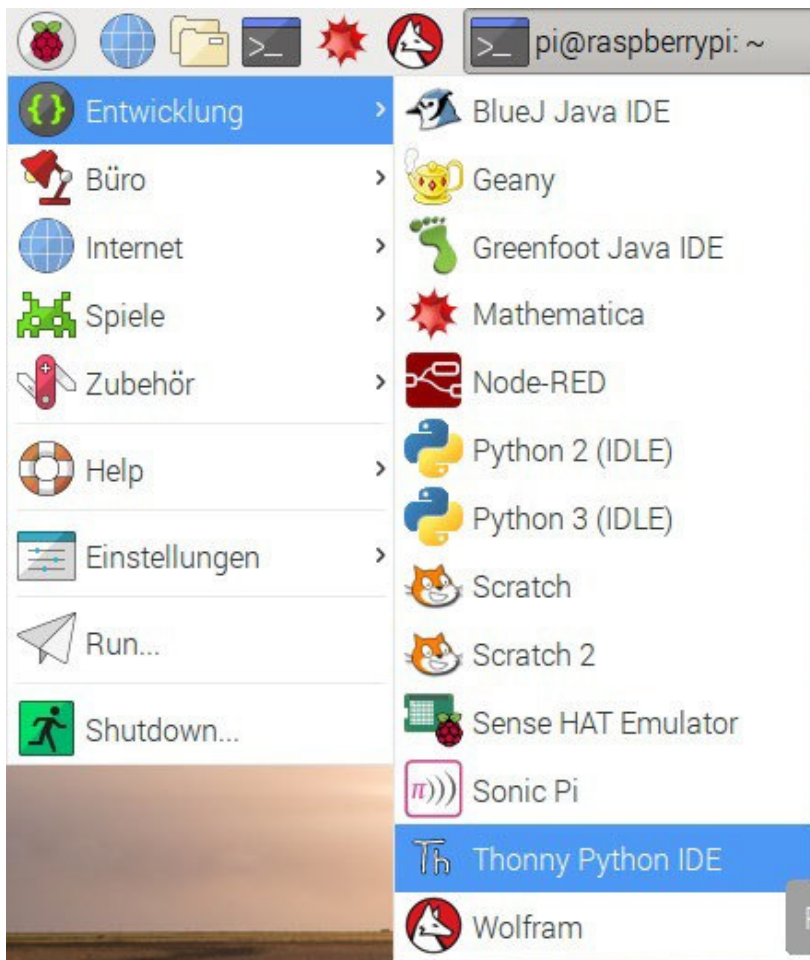 pi@raspberrypi: ~
Entwicklung
Büro
Internet
Spiele
Zubehör
Help
Einstellungen
Run...
Shutdown...
BlueJ Java IDE
Geany
Greenfoot Java IDE
Mathematica
Node-RED
Python 2 (IDLE)
Python 3 (IDLE)
Scratch
Scratch 2
Sense HAT Emulator
π)))
Sonic Pi
Th
Thonny Python IDE
Wolfram